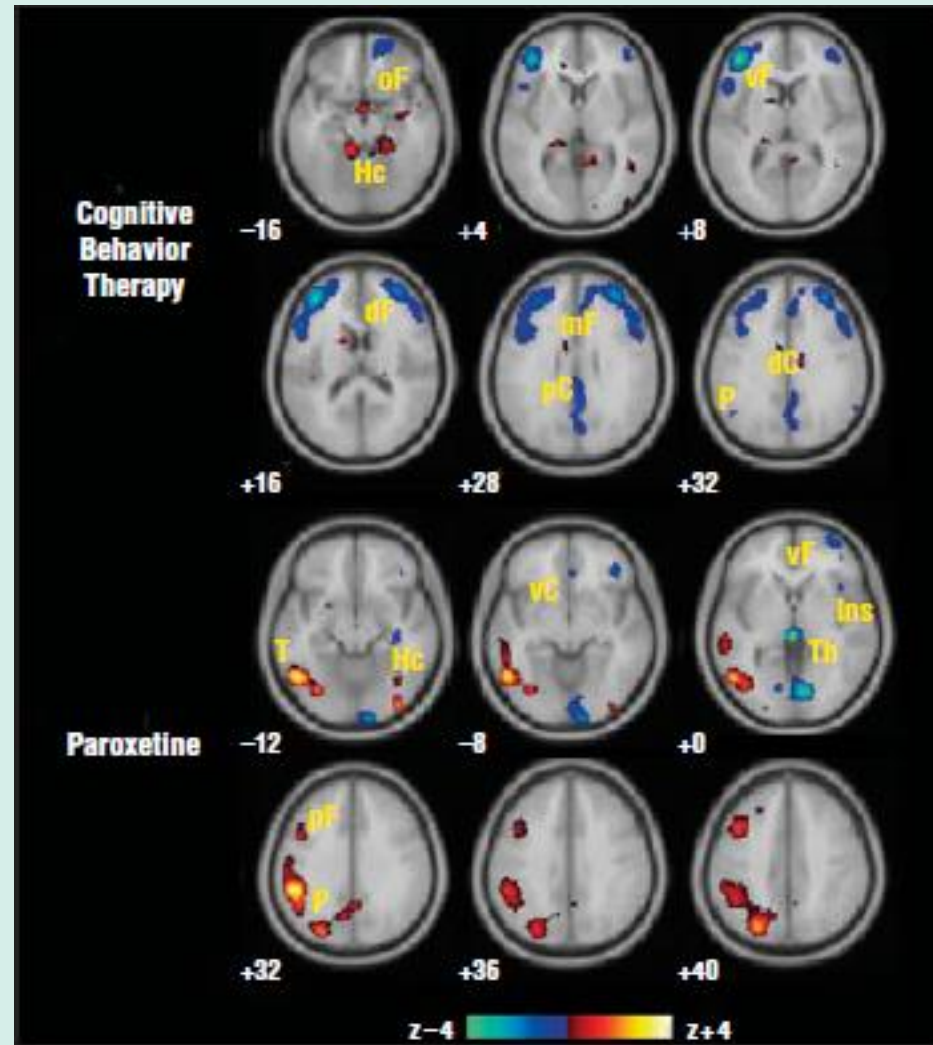 oF
Hc
vF
Cognitive
Behavior
Therapy
−16
+4
+8
dF
mF
pC
dC
P
+16
+28
+32
vC
vF
Ins
T
Hc
Th
Paroxetine
−12
−8
+0
pF
P
+32
+36
+40
z−4
z+4